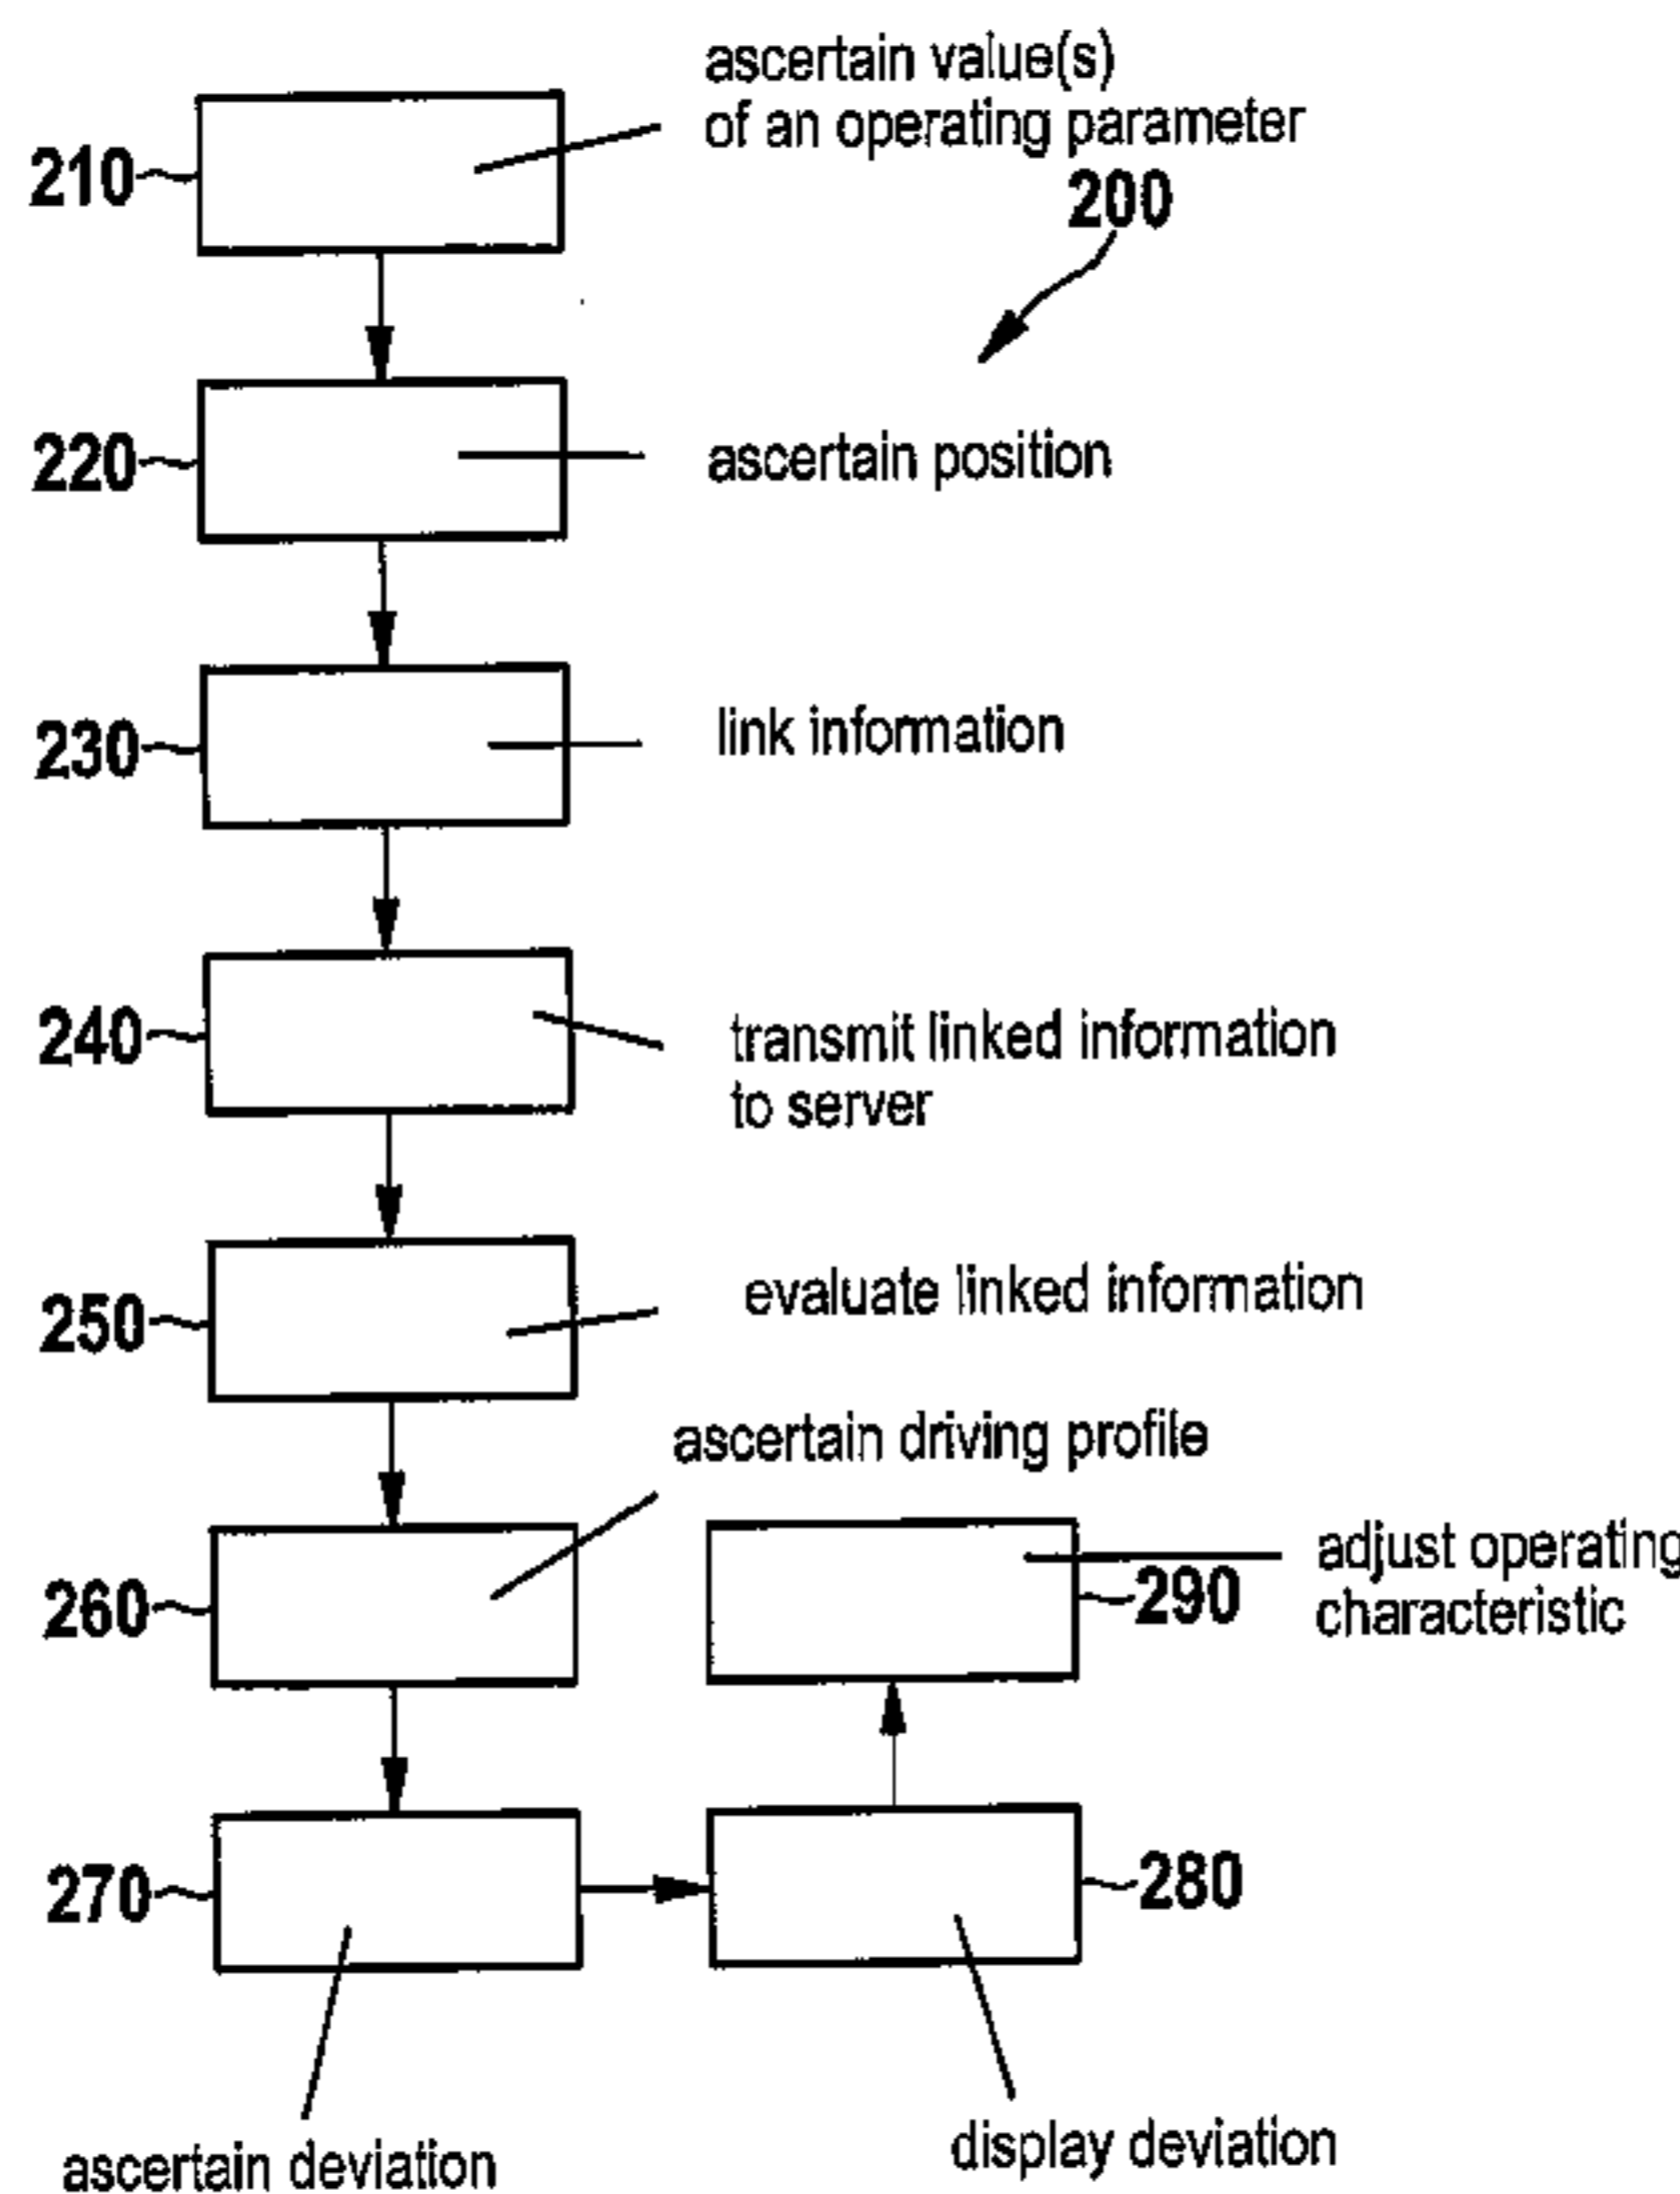 ascertain value(s)
of an operating parameter
210
200
220
ascertain position
230
link information
240
transmit linked information
to server
250
evaluate linked information
ascertain driving profile
260
290
adjust operating
characteristic
270
280
ascertain deviation
display deviation